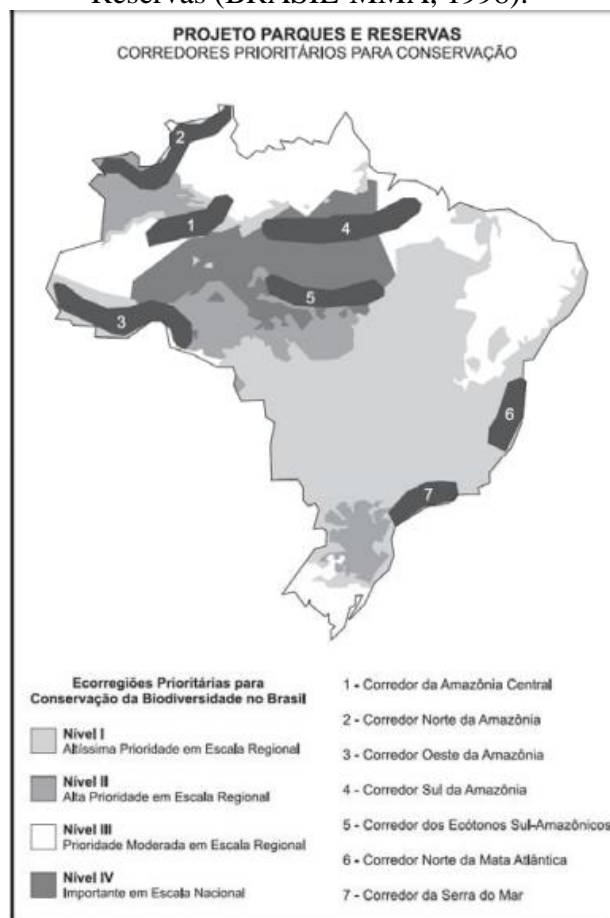 Reservas (BRASIL-MMA, 1998).
PROJETO PARQUES E RESERVAS
CORREDORES PRIORITÁRIOS PARA CONSERVAÇÃO
2
1
4
5
3
6
7
Ecorregiões Prioritárias para
Conservação da Biodiversidade no Brasil
Nível I
Altíssima Prioridade em Escala Regional
Nível II
Alta Prioridade em Escala Regional
Nível III
Prioridade Moderada em Escala Regional
Nível IV
Importante em Escala Nacional
1 - Corredor da Amazônia Central
2 - Corredor Norte da Amazônia
3 - Corredor Oeste da Amazônia
4 - Corredor Sul da Amazônia
5 - Corredor dos Ecótonos Sul-Amazônicos
6 - Corredor Norte da Mata Atlântica
7 - Corredor da Serra do Mar